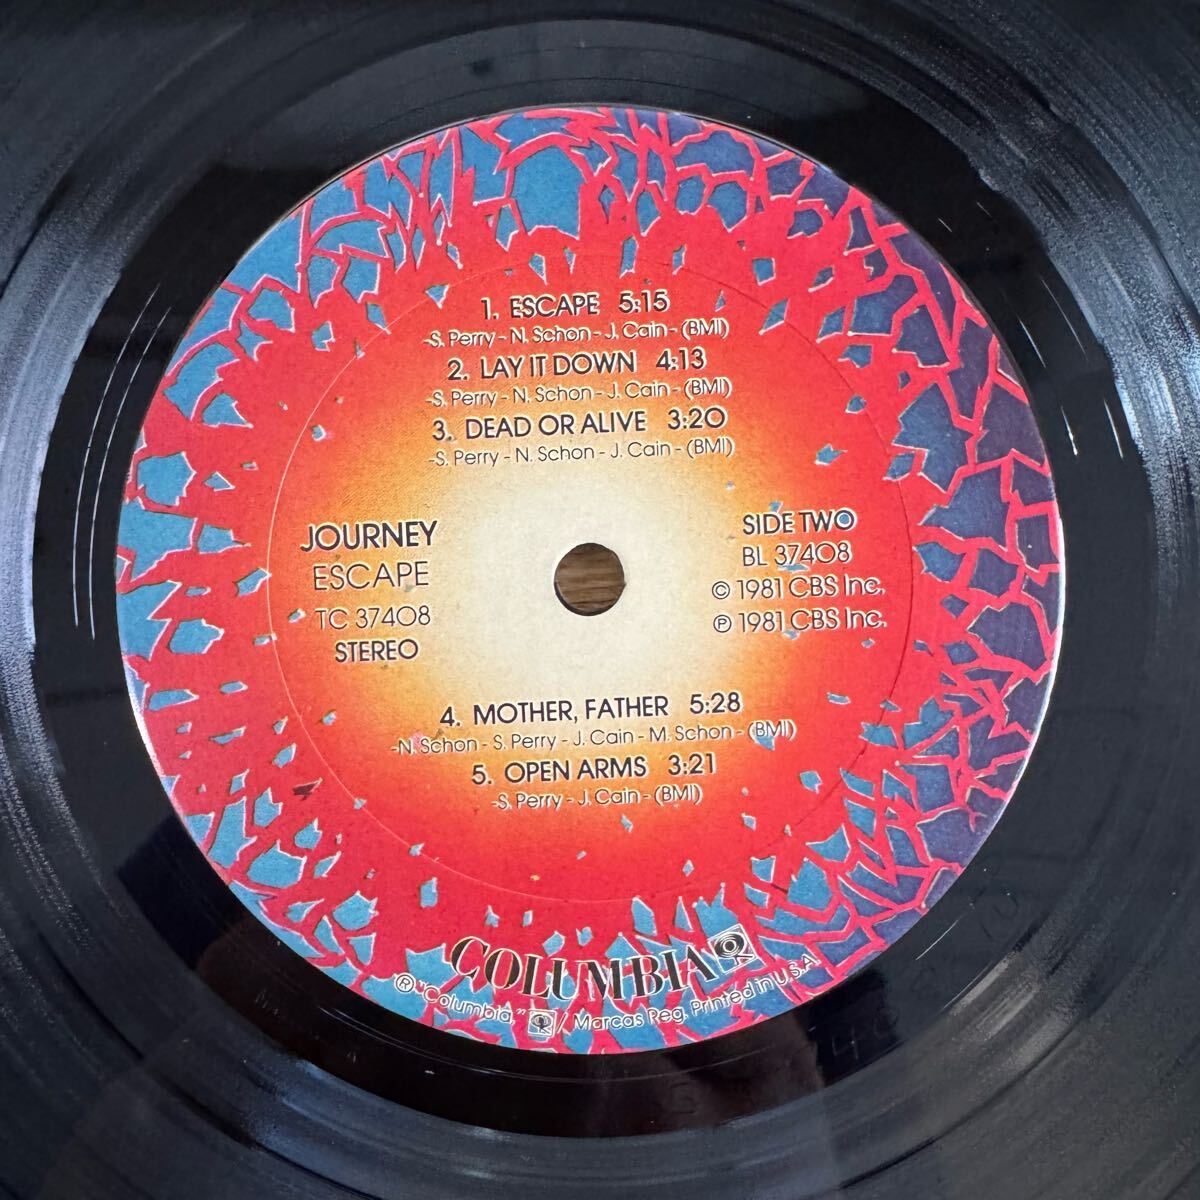 1. ESCAPE 5:15
-S. Perry - N. Schon - J. Cain - (BMI)
2. LAY IT DOWN 4:13
-S. Perry - N. Schon - J. Cain - (BMI)
3. DEAD OR ALIVE 3:20
-S. Perry - N. Schon - J. Cain - (BMI)
JOURNEY
ESCAPE
TC 37408
STEREO
SIDE TWO
BL 37408
© 1981 CBS Inc.
℗ 1981 CBS Inc.
4. MOTHER, FATHER 5:28
-N. Schon - S. Perry - J. Cain - M. Schon - (BMI)
5. OPEN ARMS 3:21
-S. Perry - J. Cain - (BMI)
COLUMBIA
® "Columbia," / Marcas Reg. Printed in U.S.A.